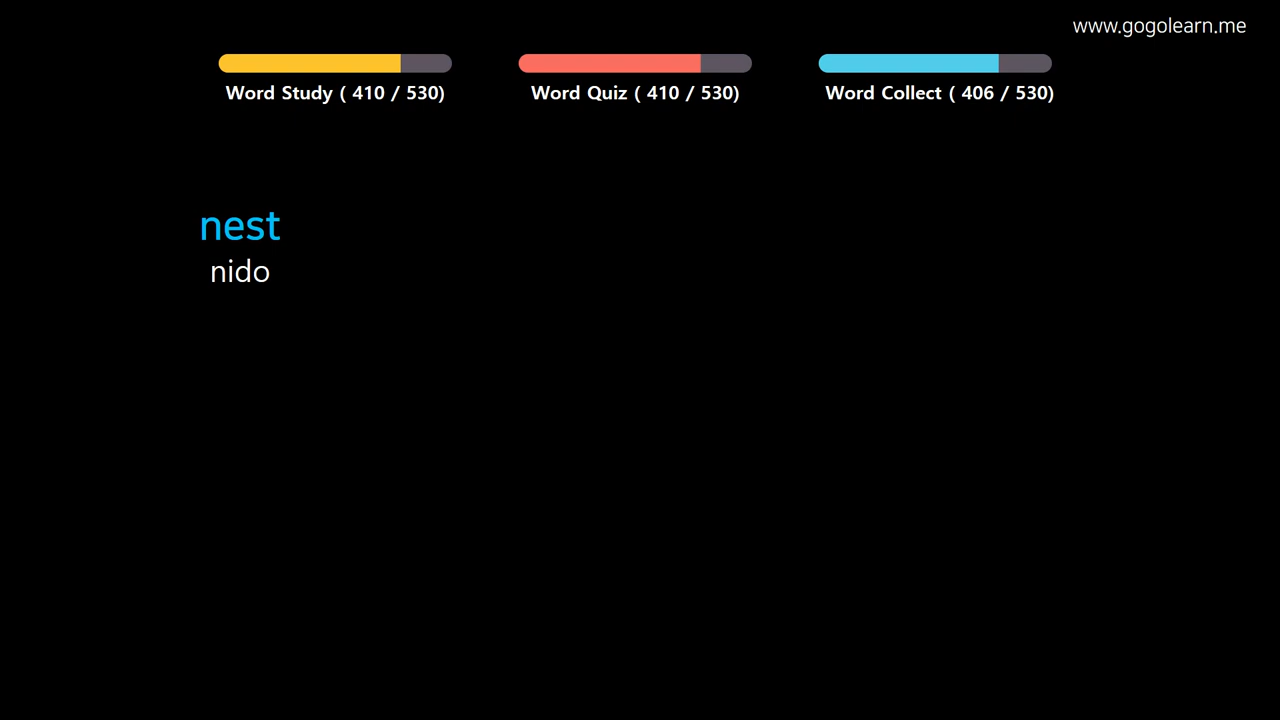 www.gogolearn.me
Word Study ( 410 / 530)
Word Quiz ( 410 / 530)
Word Collect ( 406 / 530)
nest
nido